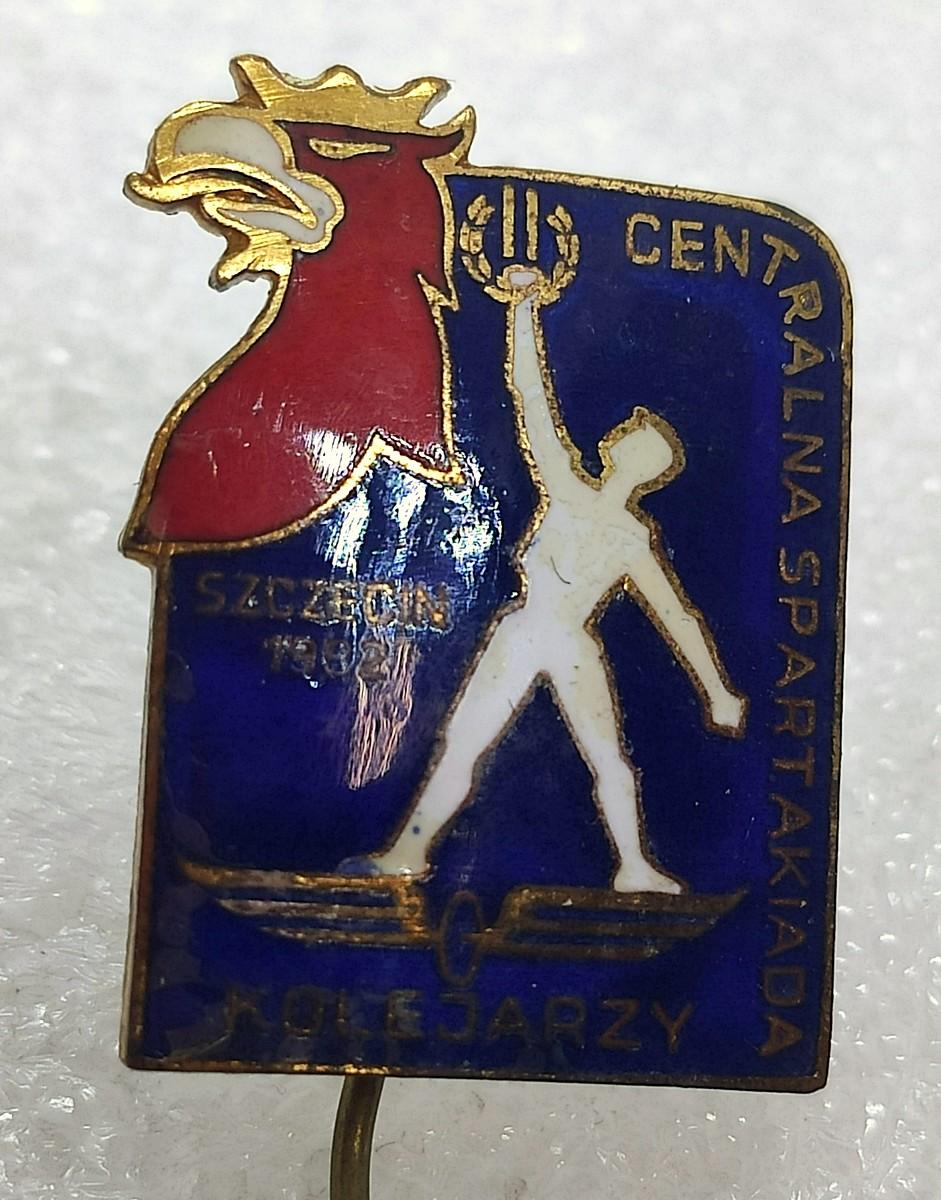 II
CENTRALNA SPARTAKIADA
SZCZECIN
1962
KOLEJARZY